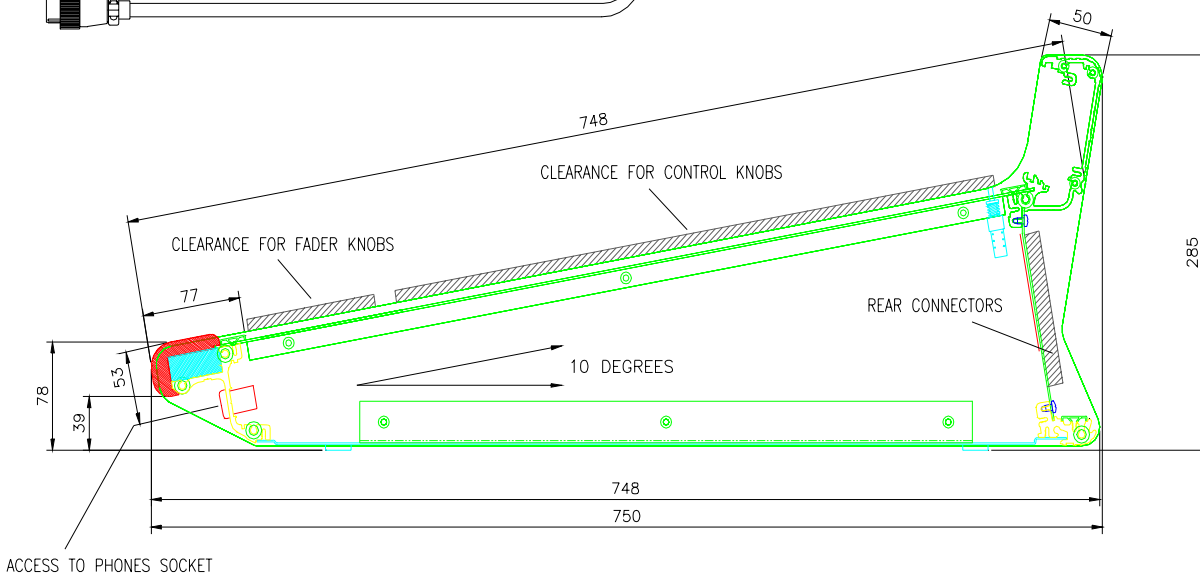 50
748
CLEARANCE FOR CONTROL KNOBS
CLEARANCE FOR FADER KNOBS
285
77
REAR CONNECTORS
10 DEGREES
53
78
39
748
750
ACCESS TO PHONES SOCKET